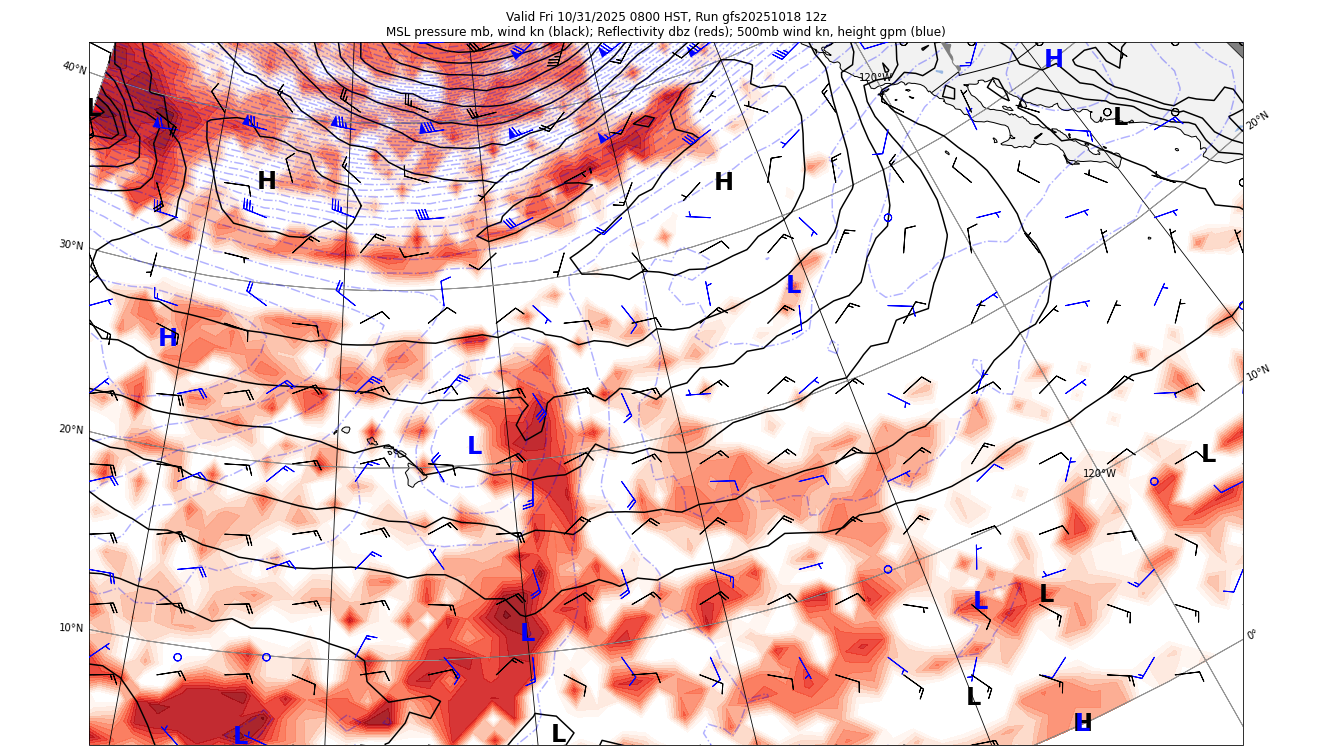 Valid Fri 10/31/2025 0800 HST, Run gfs20251018 12z
MSL pressure mb, wind kn (black); Reflectivity dbz (reds); 500mb wind kn, height gpm (blue)
40°N
120°W
H
L
L
20°N
H
H
30°N
L
H
10°N
20°N
L
L
120°W
L
L
10°N
L
0°
L
L
L
H